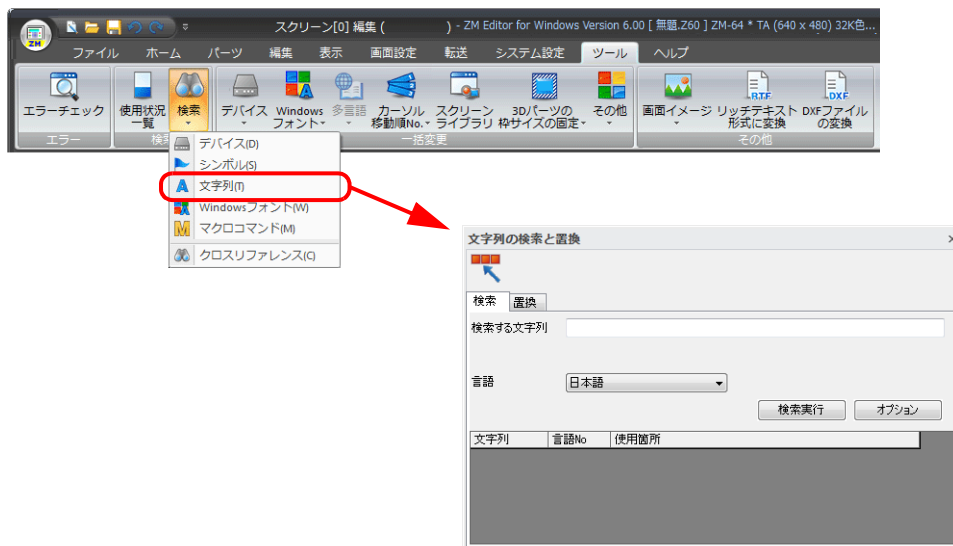 スクリーン[0] 編集 ( ) - ZM Editor for Windows Version 6.00 [ 無題.Z60 ] ZM-64 * TA (640 x 480) 32K色...
ZM
ファイル ホーム パーツ 編集 表示 画面設定 転送 システム設定 ツール ヘルプ
エラーチェック 使用状況一覧 検索 デバイス Windowsフォント 多言語 カーソル移動順No. スクリーンライブラリ 3Dパーツの枠サイズの固定 その他 画面イメージ リッチテキスト形式に変換 DXFファイルの変換
エラー 検 一括変更 その他
デバイス(D)
シンボル(S)
文字列(T)
Windowsフォント(W)
マクロコマンド(M)
クロスリファレンス(C)
文字列の検索と置換
検索 置換
検索する文字列
言語 日本語
検索実行 オプション
文字列 言語No 使用箇所